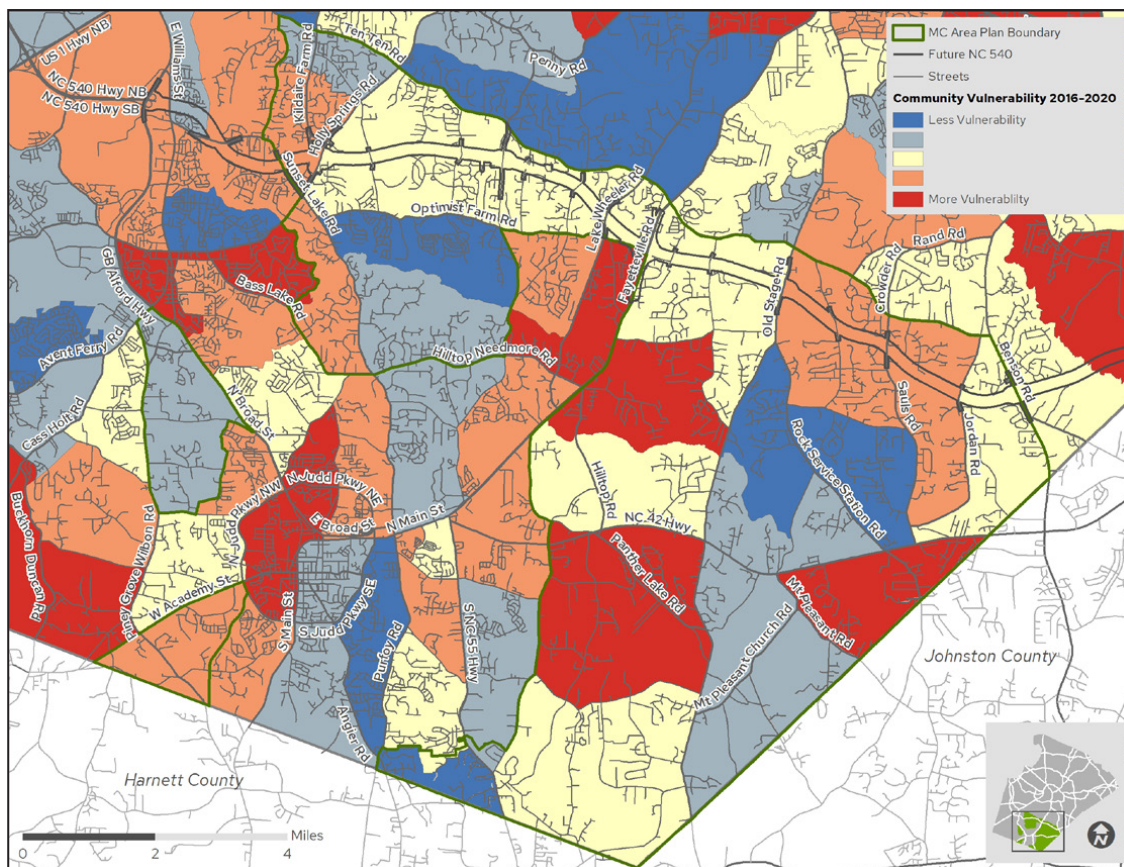 US 1 Hwy NB
E Williams St
Kildaire Farm Rd
Ten Ten Rd
Penny Rd
NC 540 Hwy NB
NC 540 Hwy SB
Holly Springs Rd
Sunset Lake Rd
Optimist Farm Rd
Lake Wheeler Rd
Fayetteville Rd
Old Stage Rd
Rand Rd
Crowder Rd
GB Alford Hwy
Bass Lake Rd
Avent Ferry Rd
Hilltop Needmore Rd
Benson Rd
Cass Holt Rd
N Broad St
Sauls Rd
Jordan Rd
Rock Service Station Rd
Buckhorn Duncan Rd
Piney Grove Wilbon Rd
N Judd Pkwy NW
N Judd Pkwy NE
E Broad St
N Main St
Hilltop Rd
NC 42 Hwy
Panther Lake Rd
W Academy St
S Main St
S Judd Pkwy SE
Purfoy Rd
S NC 55 Hwy
Mt Pleasant Rd
Mt Pleasant Church Rd
Angier Rd
Johnston County
Harnett County
MC Area Plan Boundary
Future NC 540
Streets
Community Vulnerability 2016-2020
Less Vulnerability
More Vulnerablilty
0 2 4 Miles
N